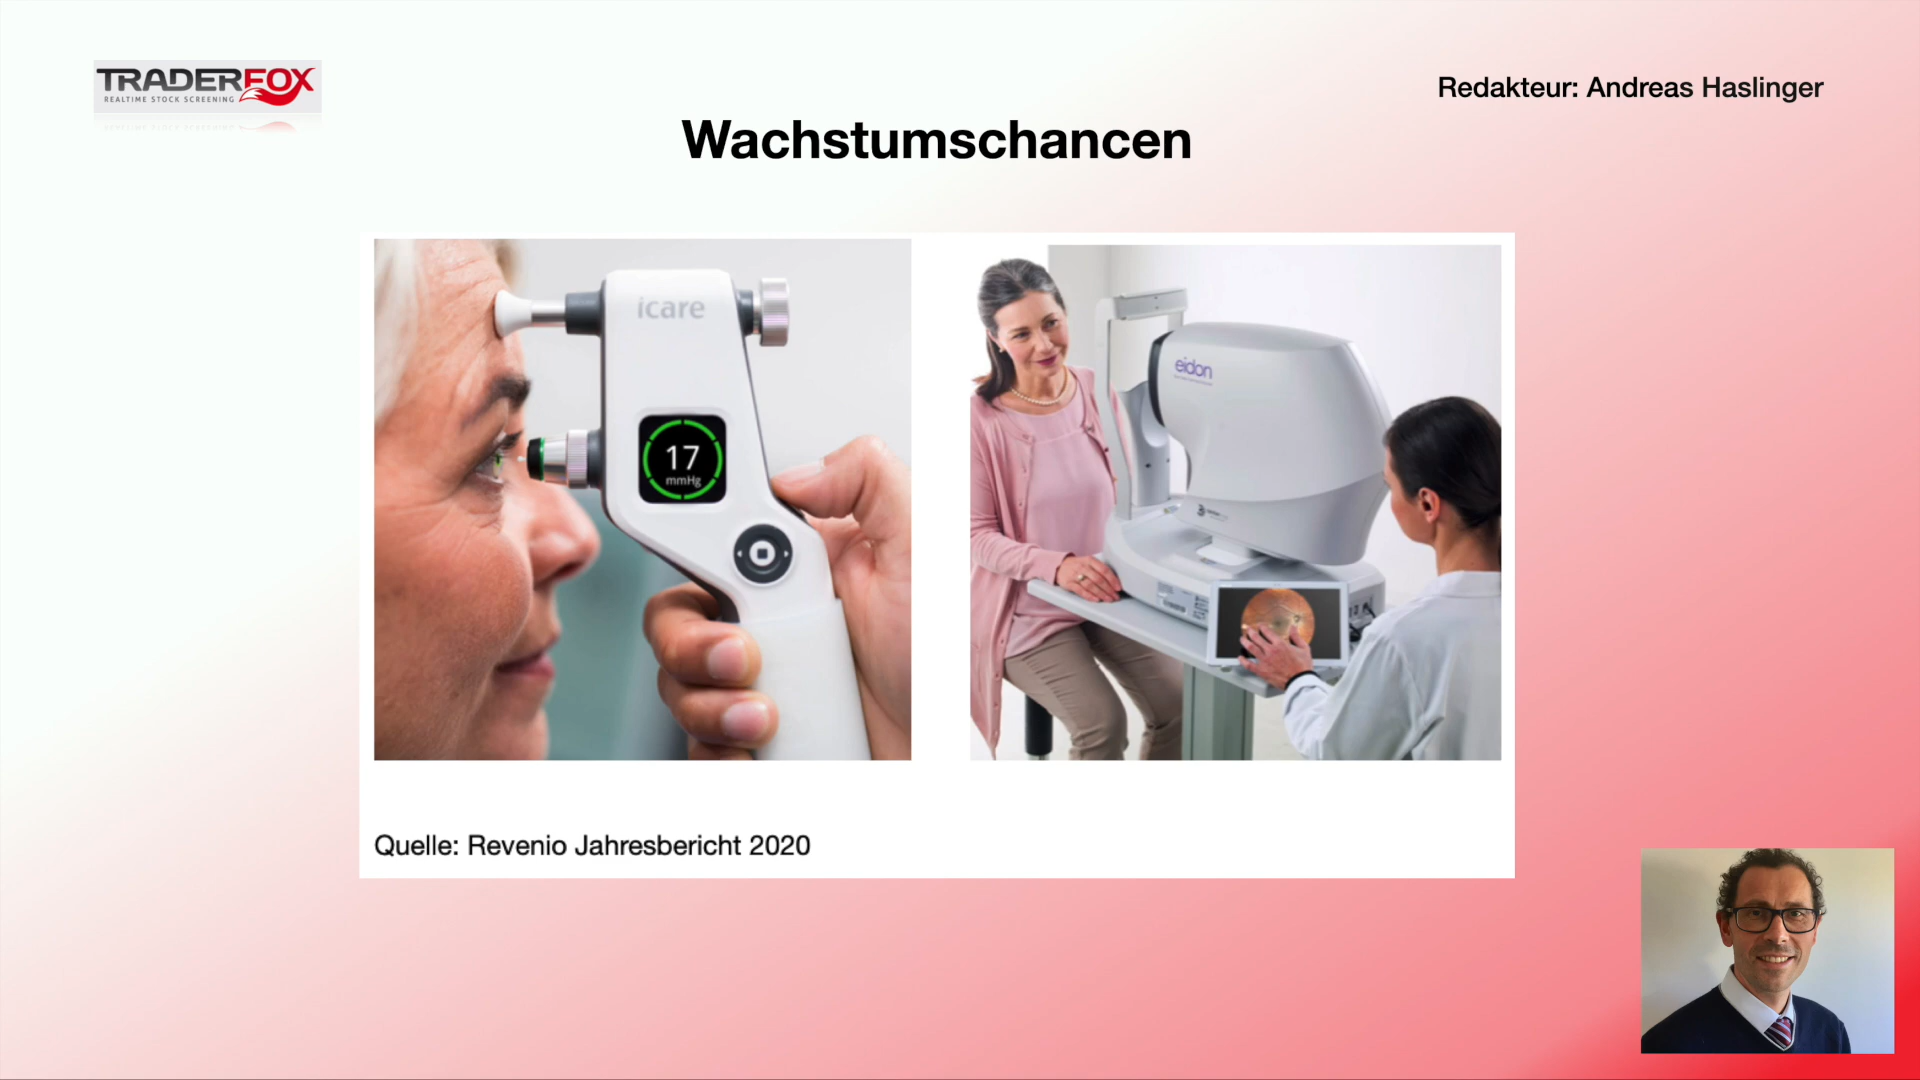 TRADERFOX
REALTIME STOCK SCREENING
Redakteur: Andreas Haslinger
Wachstumschancen
icare
17
mmHg
eidon
Quelle: Revenio Jahresbericht 2020